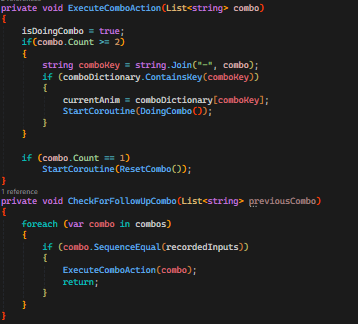 private void ExecuteComboAction(List<string> combo)
{
    isDoingCombo = true;
    if(combo.Count >= 2)
    {
        string comboKey = string.Join("-", combo);
        if (comboDictionary.ContainsKey(comboKey))
        {
            currentAnim = comboDictionary[comboKey];
            StartCoroutine(DoingCombo());
        }
    }

    if (combo.Count == 1)
        StartCoroutine(ResetCombo());
}
1 reference
private void CheckForFollowUpCombo(List<string> previousCombo)
{
    foreach (var combo in combos)
    {
        if (combo.SequenceEqual(recordedInputs))
        {
            ExecuteComboAction(combo);
            return;
        }
    }
}